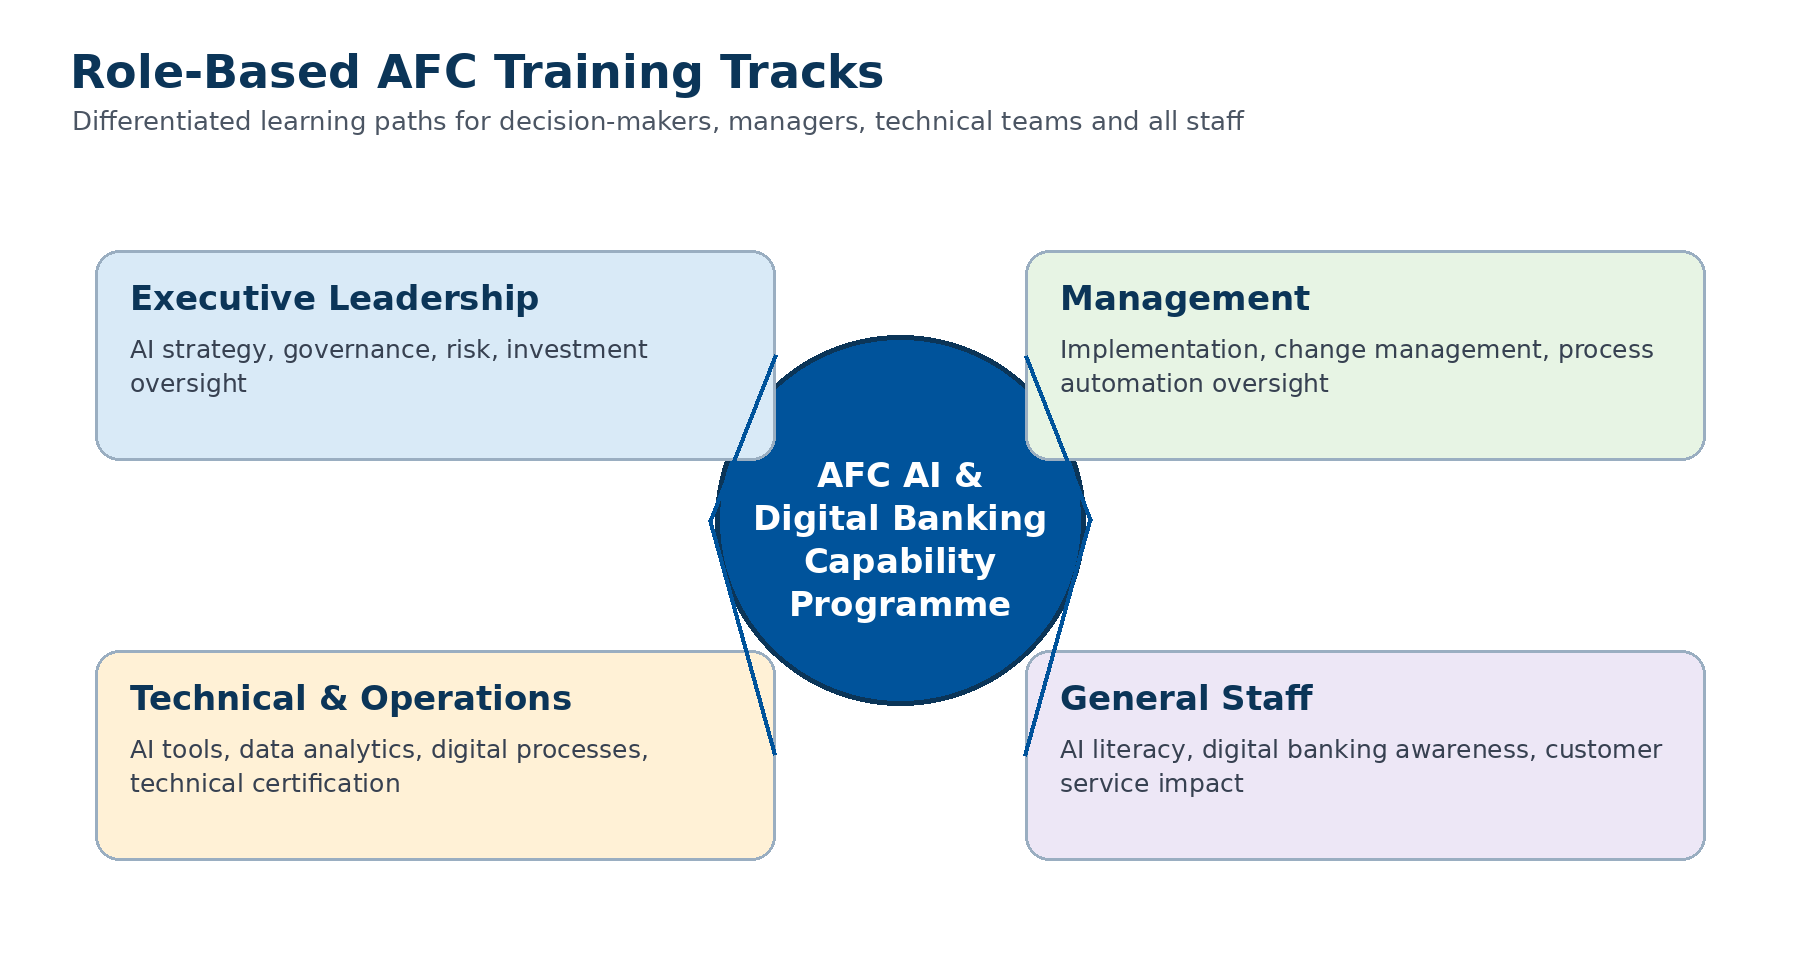 Role-Based AFC Training Tracks
Differentiated learning paths for decision-makers, managers, technical teams and all staff
Executive Leadership
AI strategy, governance, risk, investment
oversight
Management
Implementation, change management, process
automation oversight
AFC AI &
Digital Banking
Capability
Programme
Technical & Operations
AI tools, data analytics, digital processes,
technical certification
General Staff
AI literacy, digital banking awareness, customer
service impact